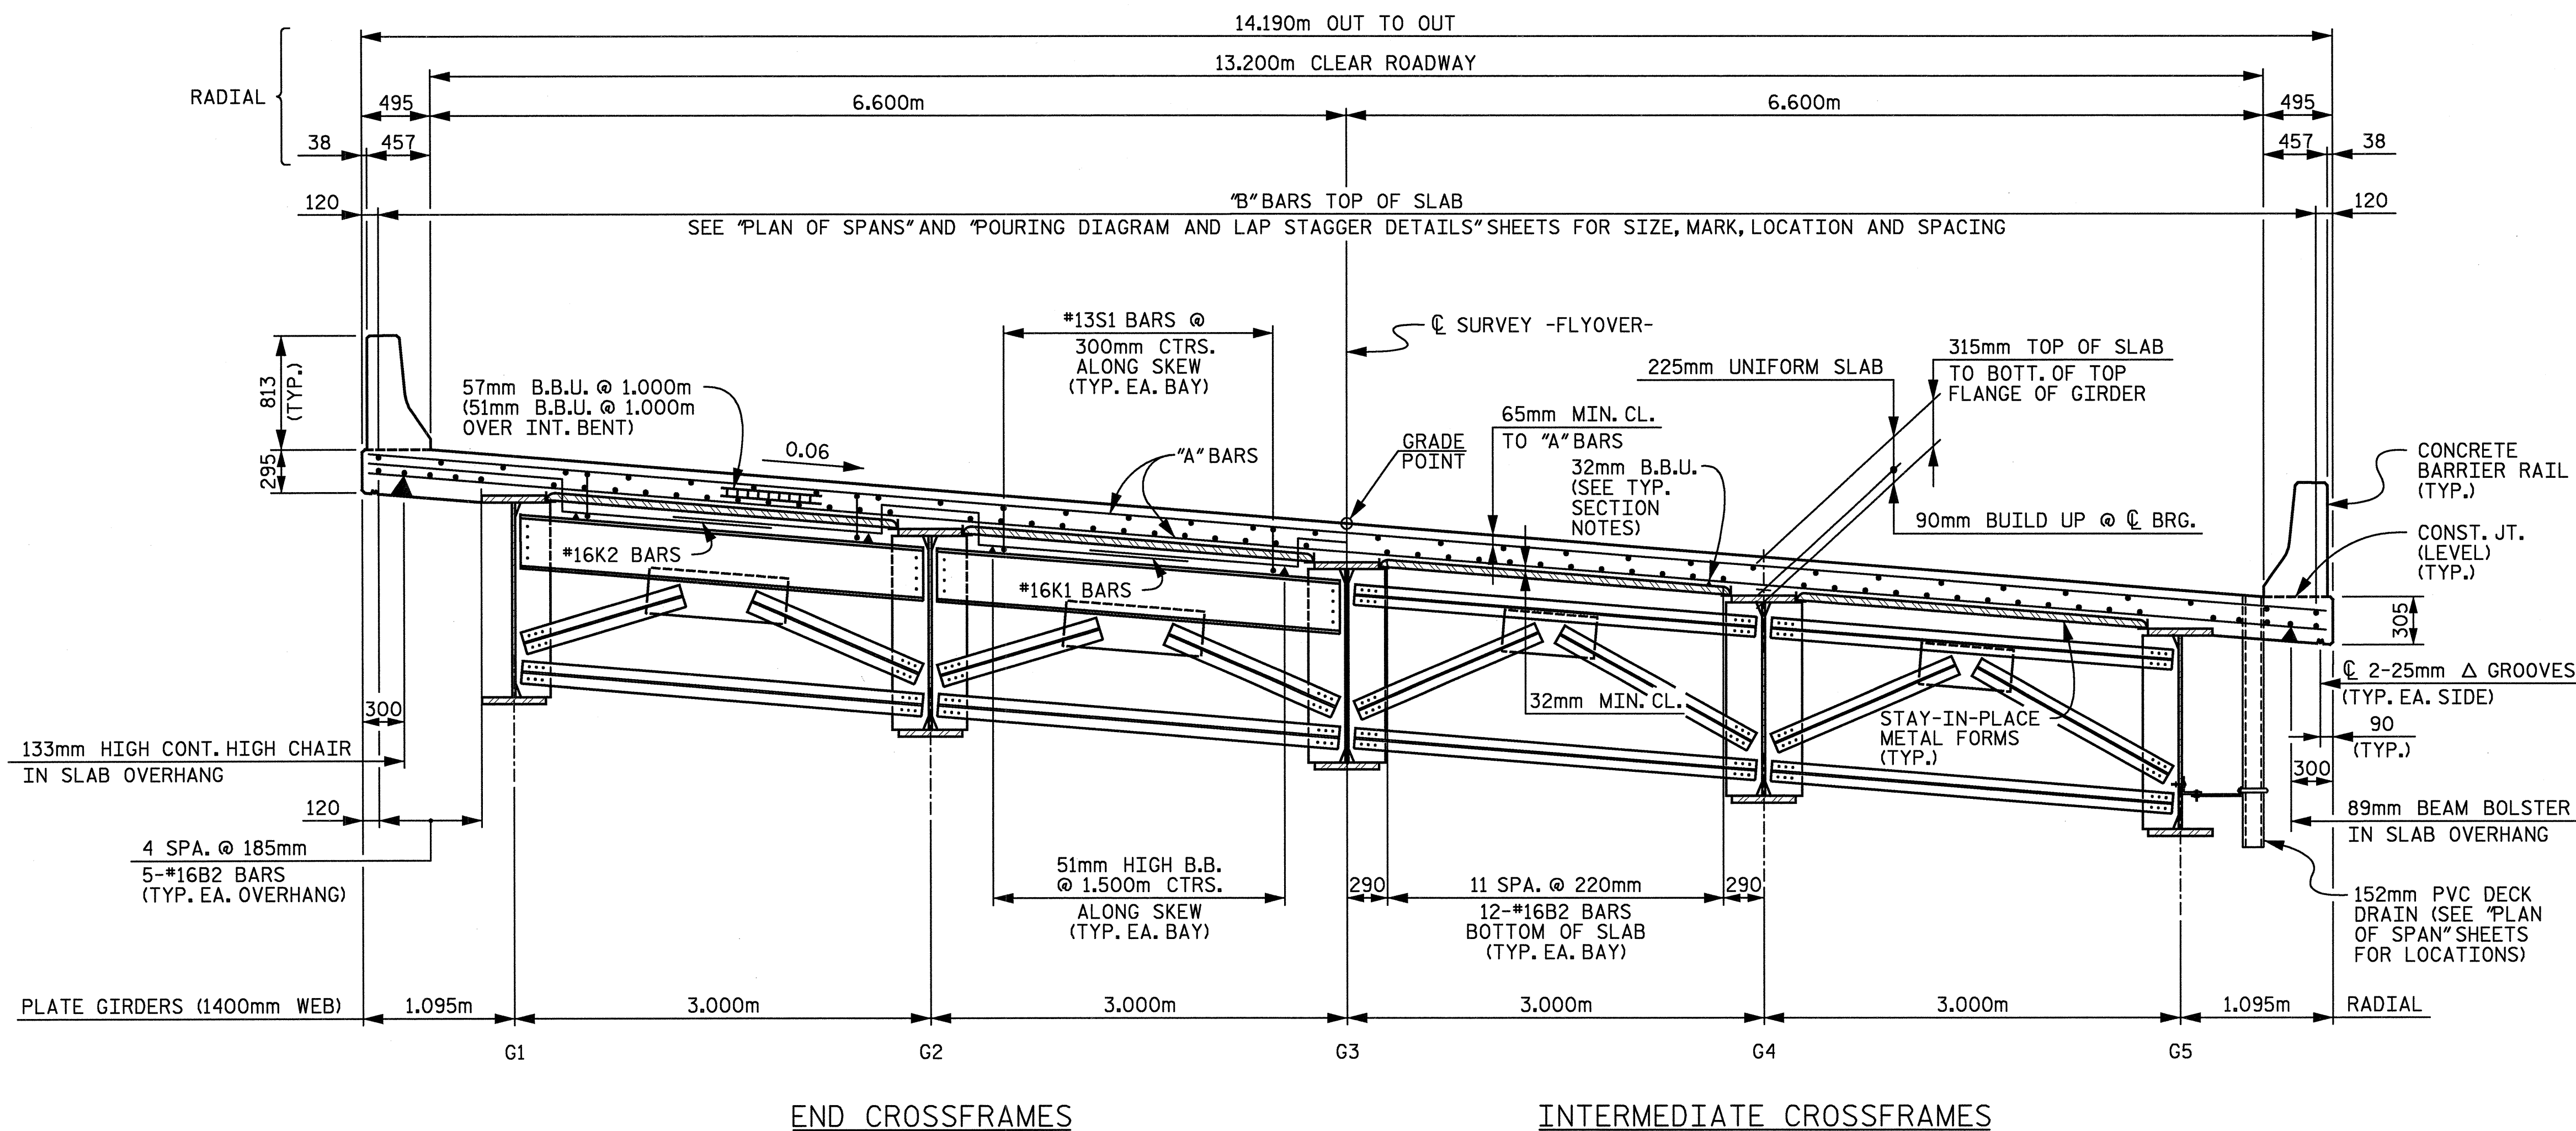 14.190m OUT TO OUT
13.200m CLEAR ROADWAY
RADIAL
495
6.600m
6.600m
495
38
457
457
38
120
"B" BARS TOP OF SLAB
120
SEE "PLAN OF SPANS" AND "POURING DIAGRAM AND LAP STAGGER DETAILS" SHEETS FOR SIZE, MARK, LOCATION AND SPACING
#13S1 BARS @
300mm CTRS.
ALONG SKEW
(TYP. EA. BAY)
℄ SURVEY -FLYOVER-
225mm UNIFORM SLAB
315mm TOP OF SLAB
TO BOTT. OF TOP
FLANGE OF GIRDER
813
(TYP.)
57mm B.B.U. @ 1.000m
(51mm B.B.U. @ 1.000m
OVER INT. BENT)
0.06
"A" BARS
GRADE
POINT
65mm MIN. CL.
TO "A" BARS
32mm B.B.U.
(SEE TYP.
SECTION
NOTES)
90mm BUILD UP @ ℄ BRG.
CONCRETE
BARRIER RAIL
(TYP.)
CONST. JT.
(LEVEL)
(TYP.)
295
#16K2 BARS
#16K1 BARS
305
32mm MIN. CL.
℄ 2-25mm Δ GROOVES
(TYP. EA. SIDE)
STAY-IN-PLACE
METAL FORMS
(TYP.)
90
(TYP.)
300
300
133mm HIGH CONT. HIGH CHAIR
IN SLAB OVERHANG
120
4 SPA. @ 185mm
5-#16B2 BARS
(TYP. EA. OVERHANG)
51mm HIGH B.B.
@ 1.500m CTRS.
ALONG SKEW
(TYP. EA. BAY)
290
11 SPA. @ 220mm
290
12-#16B2 BARS
BOTTOM OF SLAB
(TYP. EA. BAY)
89mm BEAM BOLSTER
IN SLAB OVERHANG
152mm PVC DECK
DRAIN (SEE "PLAN
OF SPAN" SHEETS
FOR LOCATIONS)
PLATE GIRDERS (1400mm WEB)
1.095m
3.000m
3.000m
3.000m
3.000m
1.095m
RADIAL
G1
G2
G3
G4
G5
END CROSSFRAMES
INTERMEDIATE CROSSFRAMES